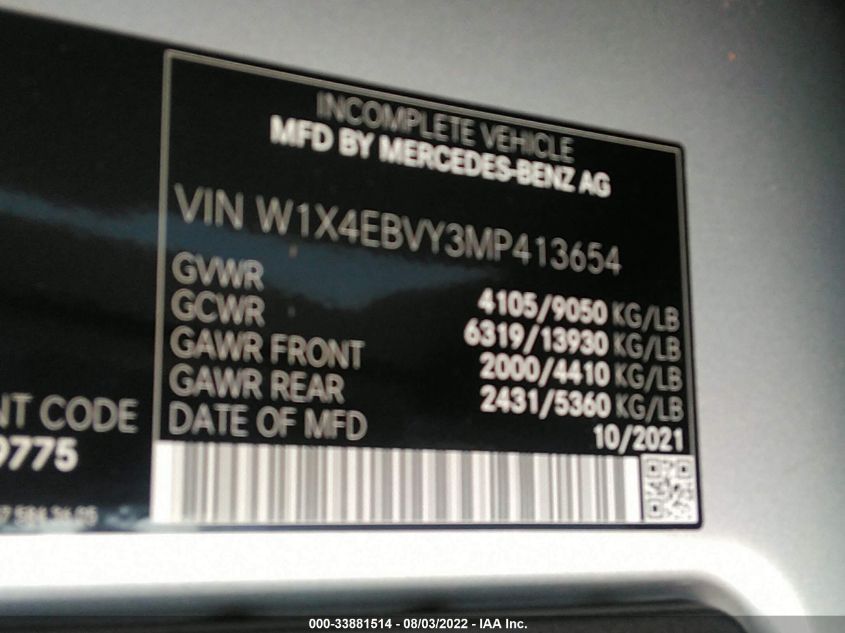 INCOMPLETE VEHICLE
MFD BY MERCEDES-BENZ AG
VIN W1X4EBVY3MP413654
GVWR 4105/9050 KG/LB
GCWR 6319/13930 KG/LB
GAWR FRONT 2000/4410 KG/LB
GAWR REAR 2431/5360 KG/LB
DATE OF MFD 10/2021
NT CODE
775
000-33881514 - 08/03/2022 - IAA Inc.